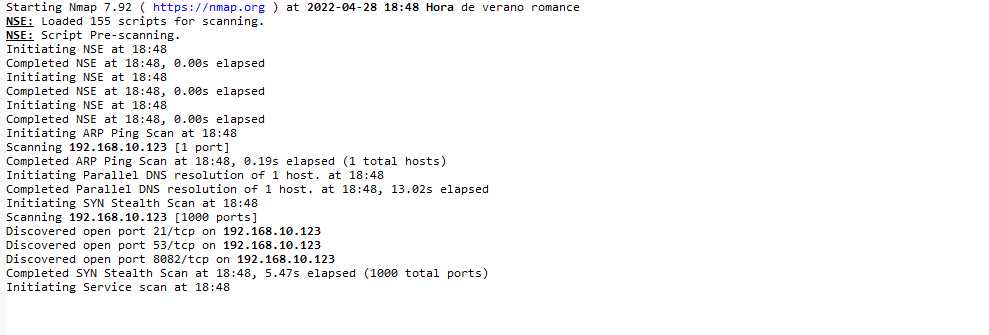 Starting Nmap 7.92 ( https://nmap.org ) at 2022-04-28 18:48 Hora de verano romance
NSE: Loaded 155 scripts for scanning.
NSE: Script Pre-scanning.
Initiating NSE at 18:48
Completed NSE at 18:48, 0.00s elapsed
Initiating NSE at 18:48
Completed NSE at 18:48, 0.00s elapsed
Initiating NSE at 18:48
Completed NSE at 18:48, 0.00s elapsed
Initiating ARP Ping Scan at 18:48
Scanning 192.168.10.123 [1 port]
Completed ARP Ping Scan at 18:48, 0.19s elapsed (1 total hosts)
Initiating Parallel DNS resolution of 1 host. at 18:48
Completed Parallel DNS resolution of 1 host. at 18:48, 13.02s elapsed
Initiating SYN Stealth Scan at 18:48
Scanning 192.168.10.123 [1000 ports]
Discovered open port 21/tcp on 192.168.10.123
Discovered open port 53/tcp on 192.168.10.123
Discovered open port 8082/tcp on 192.168.10.123
Completed SYN Stealth Scan at 18:48, 5.47s elapsed (1000 total ports)
Initiating Service scan at 18:48